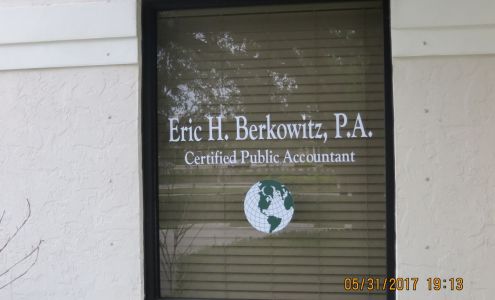 Eric H. Berkowitz, P.A.
Certified Public Accountant
05/31/2017 19:13